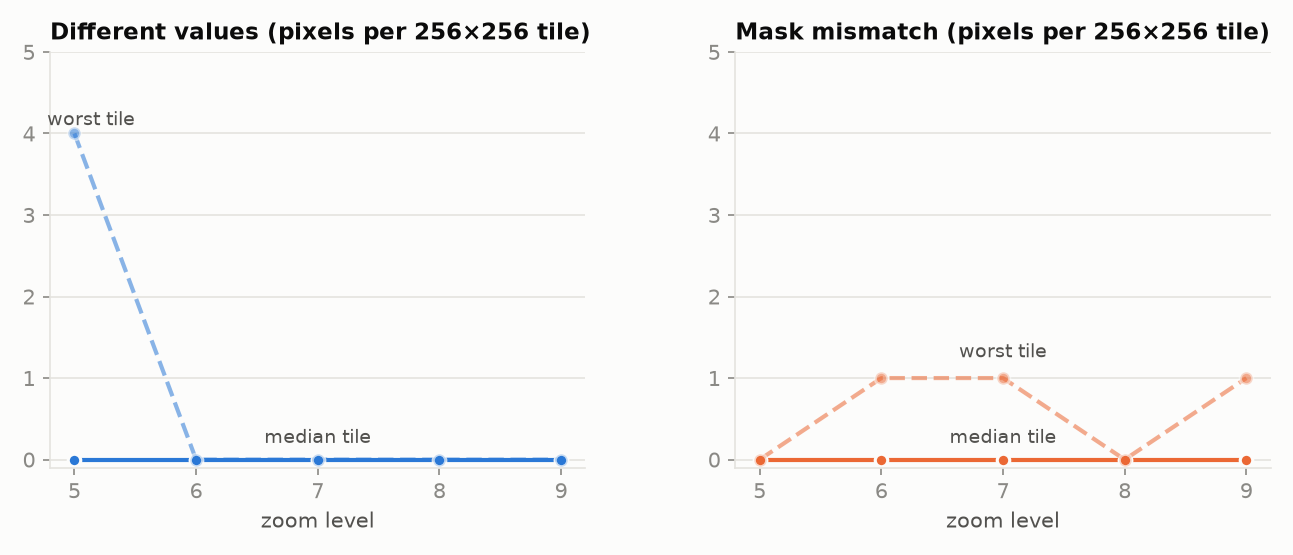 Different values (pixels per 256×256 tile)
5
4
3
2
1
0
worst tile
median tile
5 6 7 8 9
zoom level
Mask mismatch (pixels per 256×256 tile)
5
4
3
2
1
0
worst tile
median tile
5 6 7 8 9
zoom level